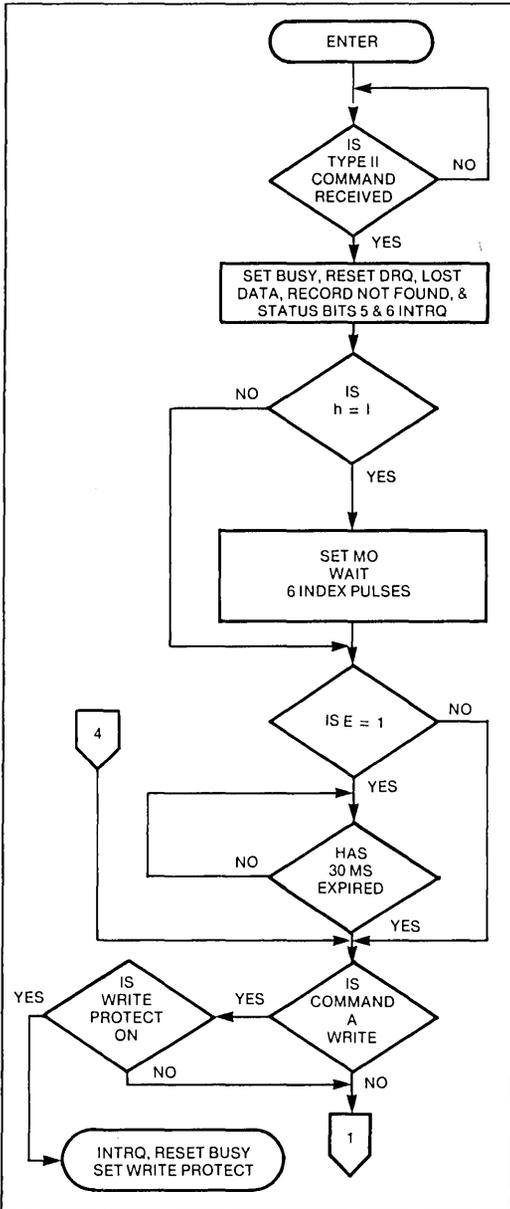 ENTER
IS
TYPE II
COMMAND
RECEIVED
NO
YES
SET BUSY, RESET DRQ, LOST
DATA, RECORD NOT FOUND, &
STATUS BITS 5 & 6 INTRQ
NO
IS
h = I
YES
SET MO
WAIT
6 INDEX PULSES
IS E = 1
NO
4
YES
HAS
30 MS
EXPIRED
NO
YES
IS
COMMAND
A
WRITE
YES
IS
WRITE
PROTECT
ON
YES
NO
NO
1
INTRQ, RESET BUSY
SET WRITE PROTECT